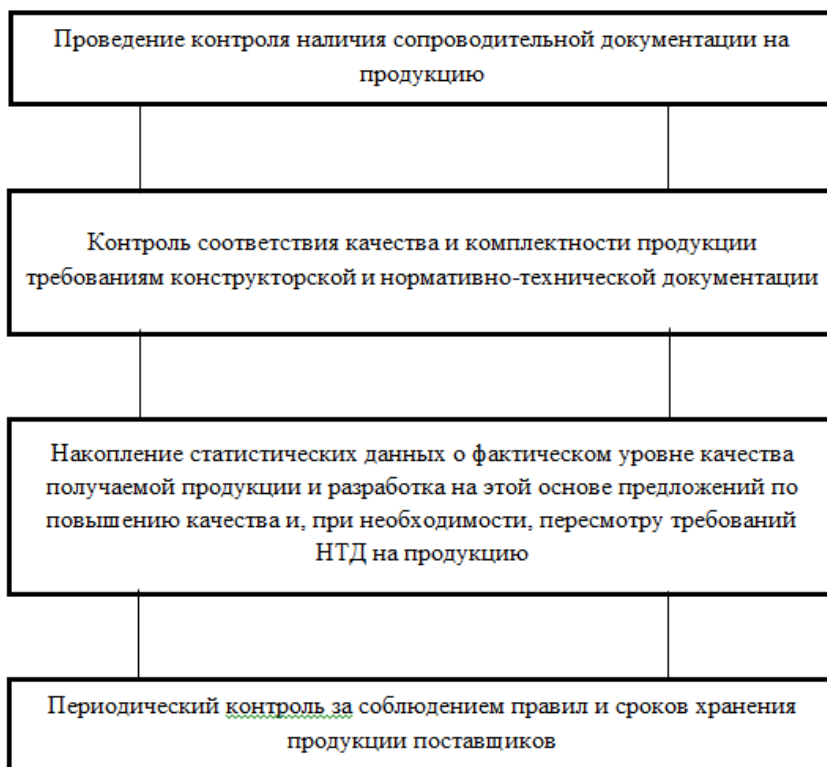 Проведение контроля наличия сопроводительной документации на
продукцию
Контроль соответствия качества и комплектности продукции
требованиям конструкторской и нормативно-технической документации
Накопление статистических данных о фактическом уровне качества
получаемой продукции и разработка на этой основе предложений по
повышению качества и, при необходимости, пересмотру требований
НТД на продукцию
Периодический контроль за соблюдением правил и сроков хранения
продукции поставщиков